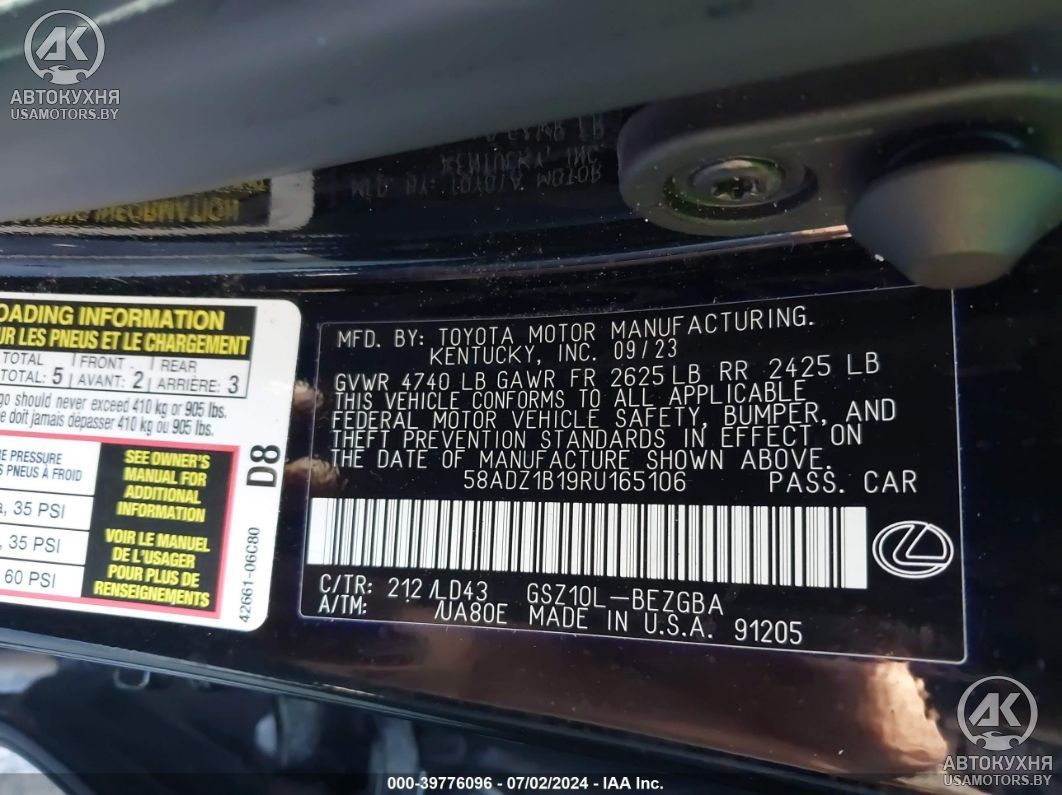 АВТОКУХНЯ
USAMOTORS.BY
OADING INFORMATION
UR LES PNEUS ET LE CHARGEMENT
TOTAL FRONT REAR
TOTAL: 5 AVANT: 2 ARRIÈRE: 3
go should never exceed 410 kg or 905 lbs.
e doit jamais dépasser 410 kg ou 905 lbs.
RE PRESSURE
S PNEUS À FROID
a, 35 PSI
, 35 PSI
60 PSI
SEE OWNER'S
MANUAL FOR
ADDITIONAL
INFORMATION
VOIR LE MANUEL
DE L'USAGER
POUR PLUS DE
RENSEIGNEMENTS
D8
42661-06C80
MFD. BY: TOYOTA MOTOR MANUFACTURING.
KENTUCKY, INC. 09/23
GVWR 4740 LB GAWR FR 2625 LB RR 2425 LB
THIS VEHICLE CONFORMS TO ALL APPLICABLE
FEDERAL MOTOR VEHICLE SAFETY, BUMPER, AND
THEFT PREVENTION STANDARDS IN EFFECT ON
THE DATE OF MANUFACTURE SHOWN ABOVE.
58ADZ1B19RU165106 PASS. CAR
C/TR: 212 /LD43 GSZ10L-BEZGBA
A/TM: /UA80E MADE IN U.S.A. 91205
АК
АВТОКУХНЯ
USAMOTORS.BY
000-39776096 - 07/02/2024 - IAA Inc.